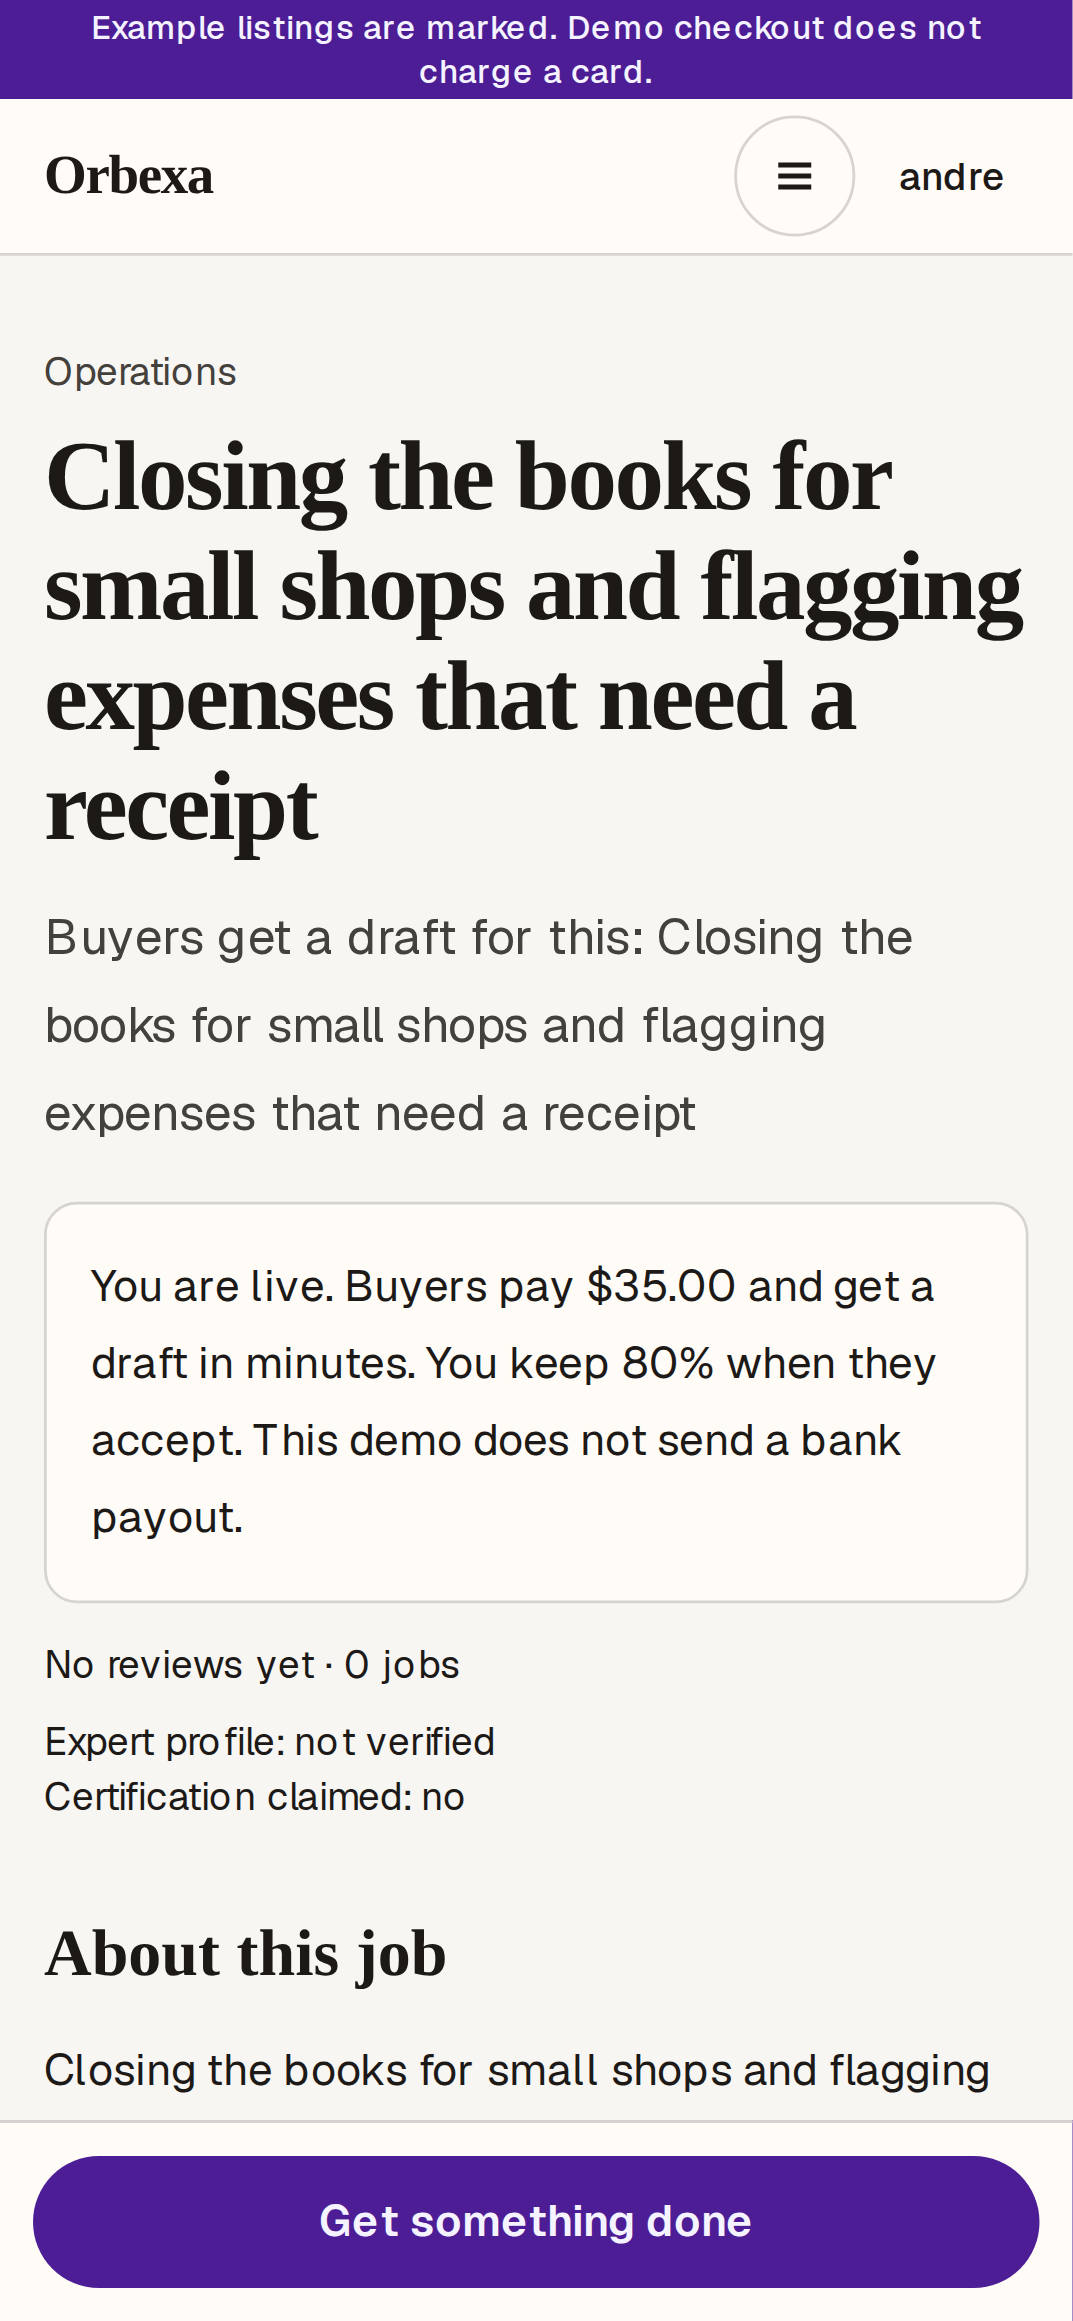 Example listings are marked. Demo checkout does not
charge a card.
Orbexa
andre
Operations
Closing the books for
small shops and flagging
expenses that need a
receipt
Buyers get a draft for this: Closing the
books for small shops and flagging
expenses that need a receipt
You are live. Buyers pay $35.00 and get a
draft in minutes. You keep 80% when they
accept. This demo does not send a bank
payout.
No reviews yet · 0 jobs
Expert profile: not verified
Certification claimed: no
About this job
Closing the books for small shops and flagging
Get something done